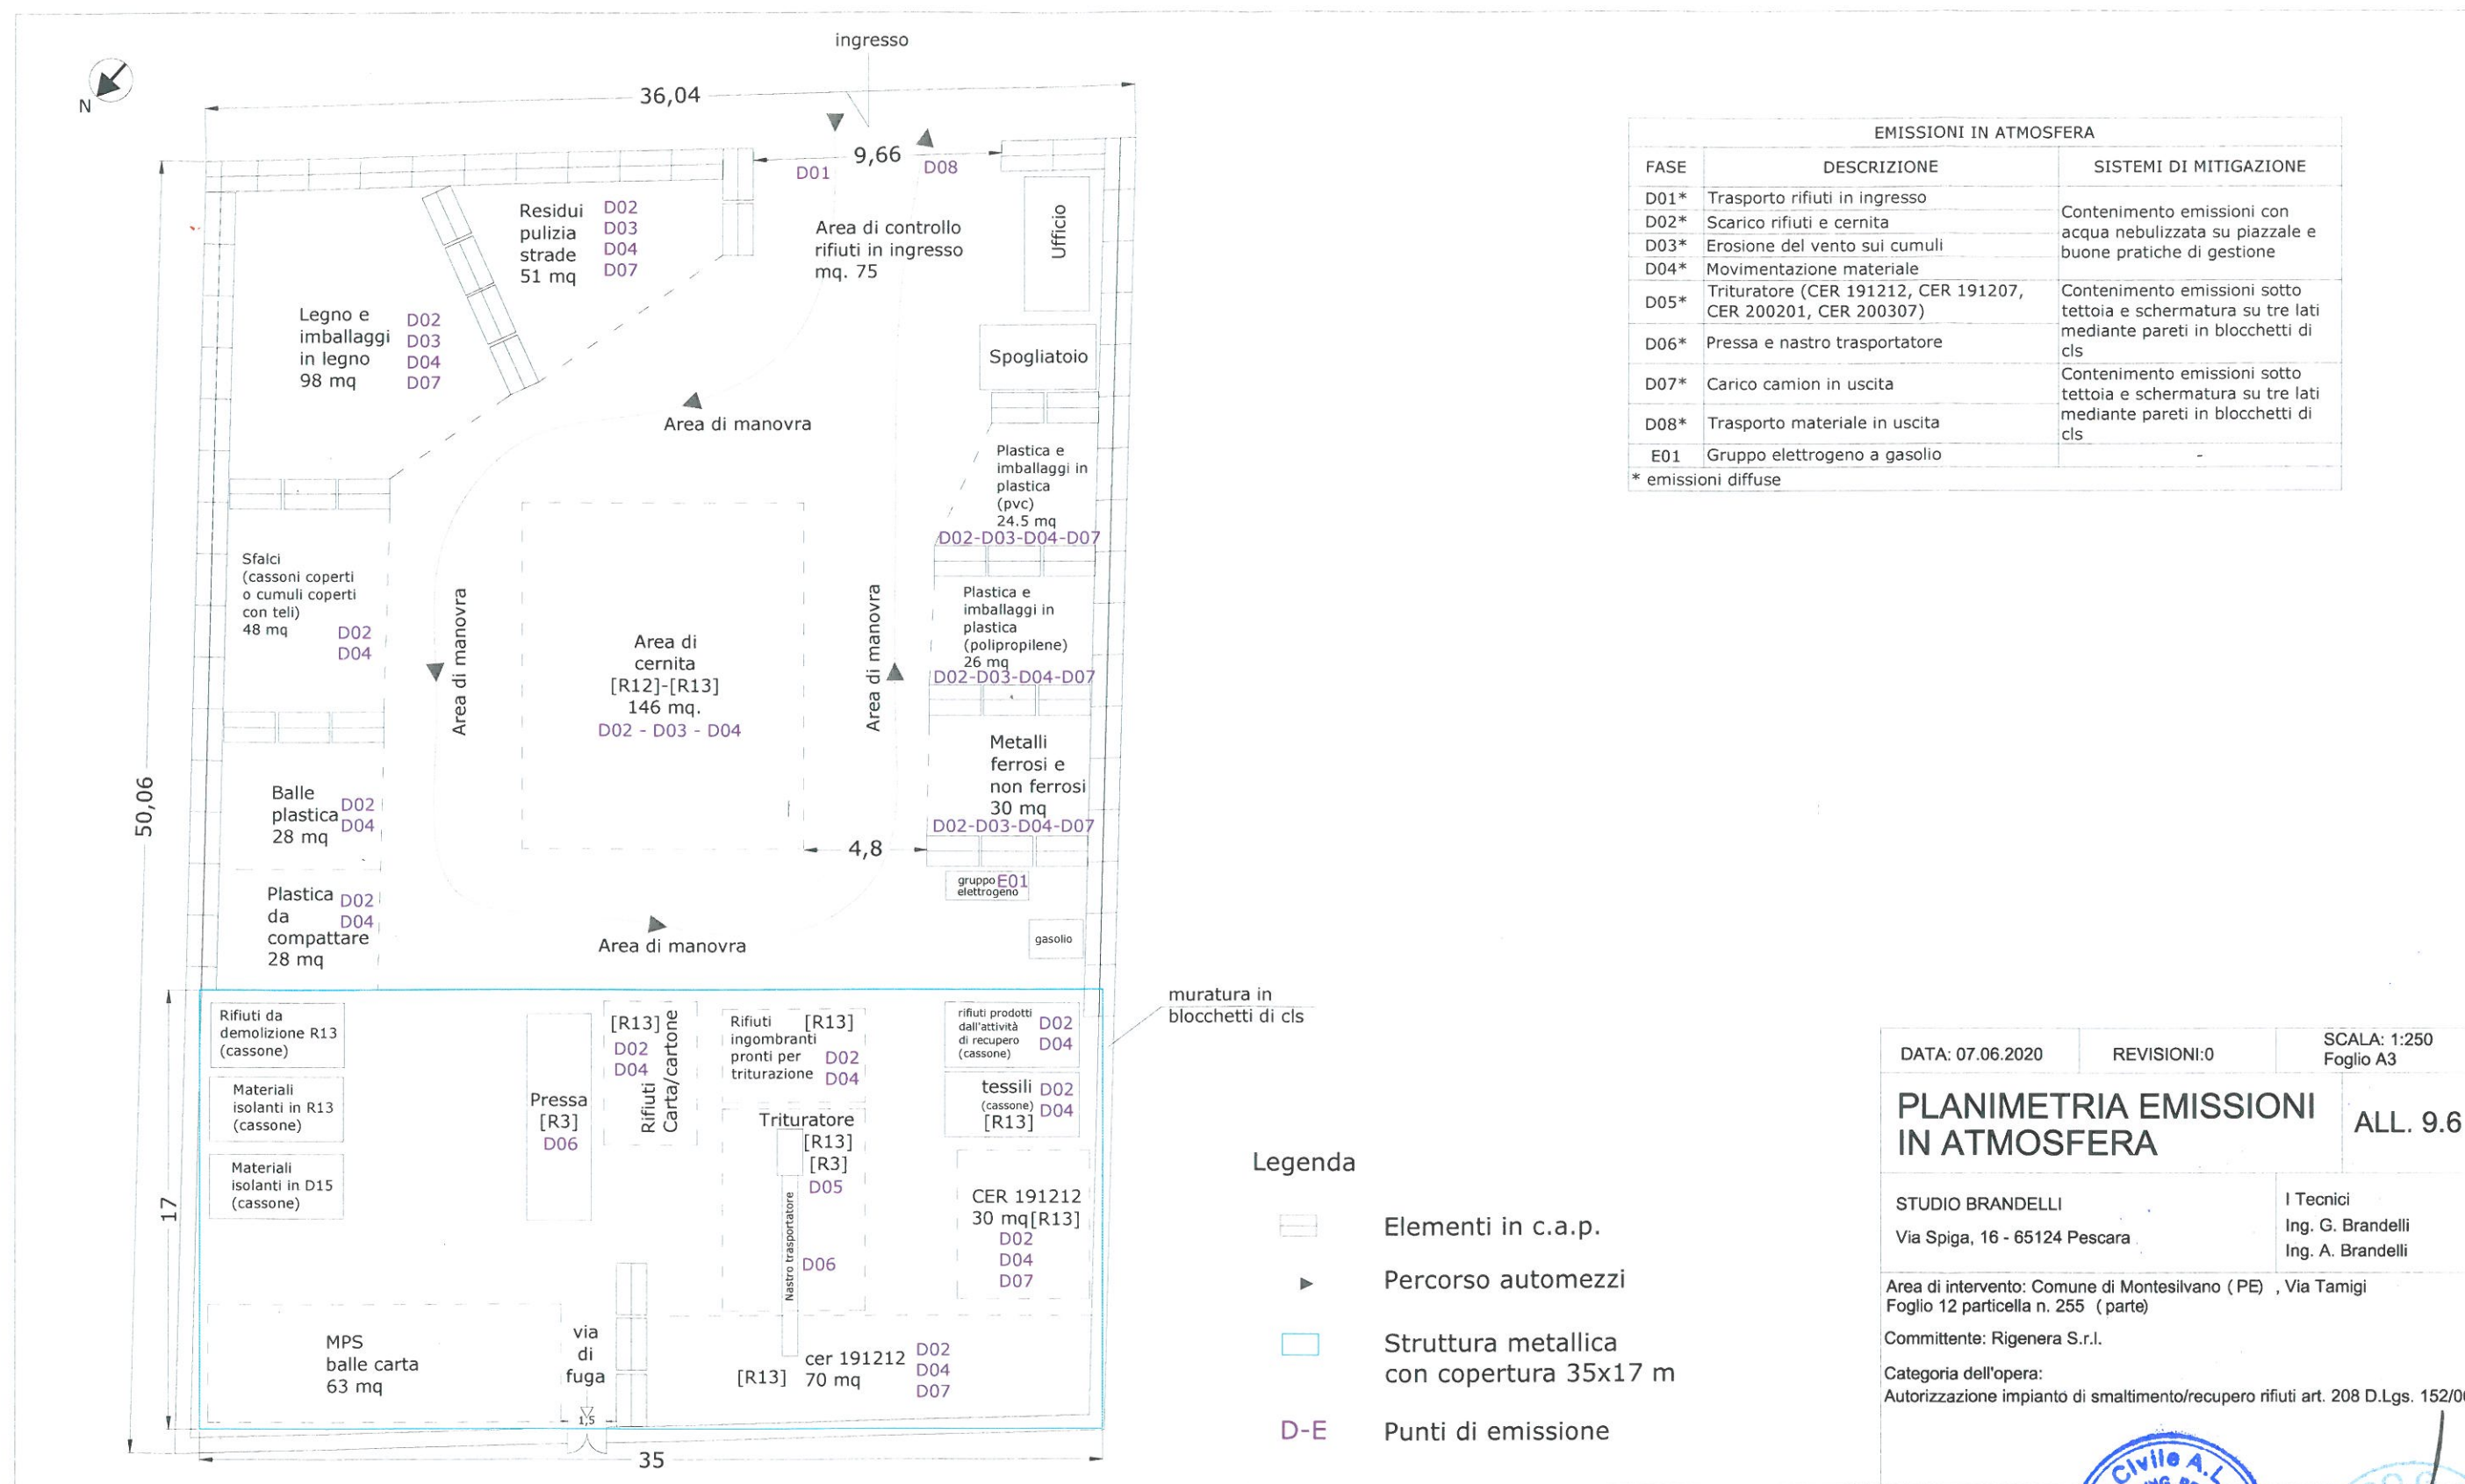 ingresso
N
36,04
9,66
D01
D08
Residui
pulizia
strade
51 mq
D02
D03
D04
D07
Area di controllo
rifiuti in ingresso
mq. 75
Ufficio
Legno e
imballaggi
in legno
98 mq
D02
D03
D04
D07
Spogliatoio
Area di manovra
Plastica e
imballaggi in
plastica
(pvc)
24.5 mq
D02-D03-D04-D07
Sfalci
(cassoni coperti
o cumuli coperti
con teli)
48 mq
D02
D04
Area di manovra
Area di
cernita
[R12]-[R13]
146 mq.
D02 - D03 - D04
Area di manovra
Plastica e
imballaggi in
plastica
(polipropilene)
26 mq
D02-D03-D04-D07
Metalli
ferrosi e
non ferrosi
30 mq
D02-D03-D04-D07
50,06
Balle
plastica
28 mq
D02
D04
4,8
gruppo
elettrogeno
E01
Plastica
da
compattare
28 mq
D02
D04
Area di manovra
gasolio
muratura in
blocchetti di cls
17
Rifiuti da
demolizione R13
(cassone)
Materiali
isolanti in R13
(cassone)
Materiali
isolanti in D15
(cassone)
Pressa
[R3]
D06
[R13]
D02
D04
Rifiuti
Carta/cartone
Rifiuti [R13]
ingombranti
pronti per
triturazione
D02
D04
Trituratore
[R13]
[R3]
D05
Nastro trasportatore
D06
rifiuti prodotti
dall'attività
di recupero
(cassone)
D02
D04
tessili
(cassone)
[R13]
D02
D04
CER 191212
30 mq[R13]
D02
D04
D07
MPS
balle carta
63 mq
via
di
fuga
1,5
[R13]
cer 191212
70 mq
D02
D04
D07
35
EMISSIONI IN ATMOSFERA
FASE DESCRIZIONE SISTEMI DI MITIGAZIONE
D01* Trasporto rifiuti in ingresso
D02* Scarico rifiuti e cernita
D03* Erosione del vento sui cumuli
D04* Movimentazione materiale
Contenimento emissioni con
acqua nebulizzata su piazzale e
buone pratiche di gestione
D05* Trituratore (CER 191212, CER 191207,
CER 200201, CER 200307)
D06* Pressa e nastro trasportatore
Contenimento emissioni sotto
tettoia e schermatura su tre lati
mediante pareti in blocchetti di
cls
D07* Carico camion in uscita
D08* Trasporto materiale in uscita
Contenimento emissioni sotto
tettoia e schermatura su tre lati
mediante pareti in blocchetti di
cls
E01 Gruppo elettrogeno a gasolio -
* emissioni diffuse
Legenda
Elementi in c.a.p.
Percorso automezzi
Struttura metallica
con copertura 35x17 m
D-E Punti di emissione
DATA: 07.06.2020
REVISIONI:0
SCALA: 1:250
Foglio A3
PLANIMETRIA EMISSIONI
IN ATMOSFERA
ALL. 9.6
STUDIO BRANDELLI
Via Spiga, 16 - 65124 Pescara
I Tecnici
Ing. G. Brandelli
Ing. A. Brandelli
Area di intervento: Comune di Montesilvano ( PE) , Via Tamigi
Foglio 12 particella n. 255 ( parte)
Committente: Rigenera S.r.l.
Categoria dell'opera:
Autorizzazione impianto di smaltimento/recupero rifiuti art. 208 D.Lgs. 152/0
Civile A.